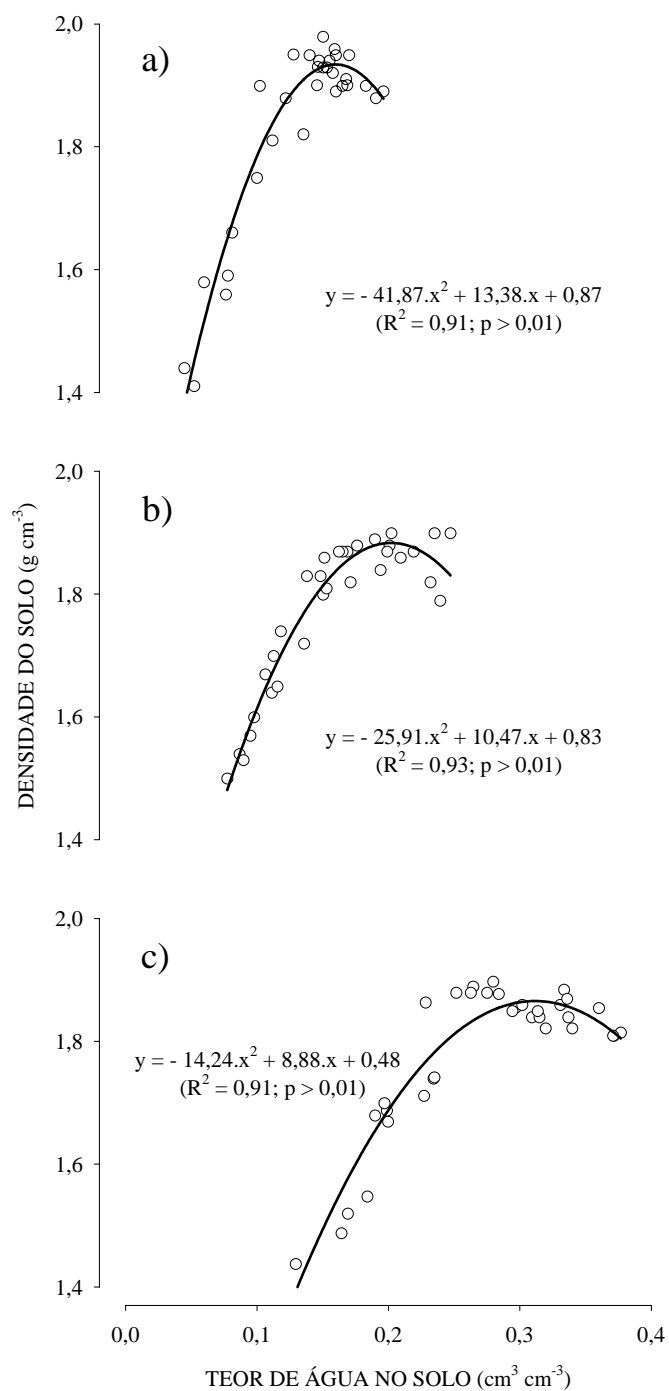 2,0
a)
1,8
1,6
y = - 41,87.x² + 13,38.x + 0,87
(R² = 0,91; p > 0,01)
1,4
DENSIDADE DO SOLO (g cm⁻³)
2,0
b)
1,8
1,6
y = - 25,91.x² + 10,47.x + 0,83
(R² = 0,93; p > 0,01)
1,4
2,0
c)
1,8
y = - 14,24.x² + 8,88.x + 0,48
(R² = 0,91; p > 0,01)
1,6
1,4
0,0 0,1 0,2 0,3 0,4
TEOR DE ÁGUA NO SOLO (cm³ cm⁻³)